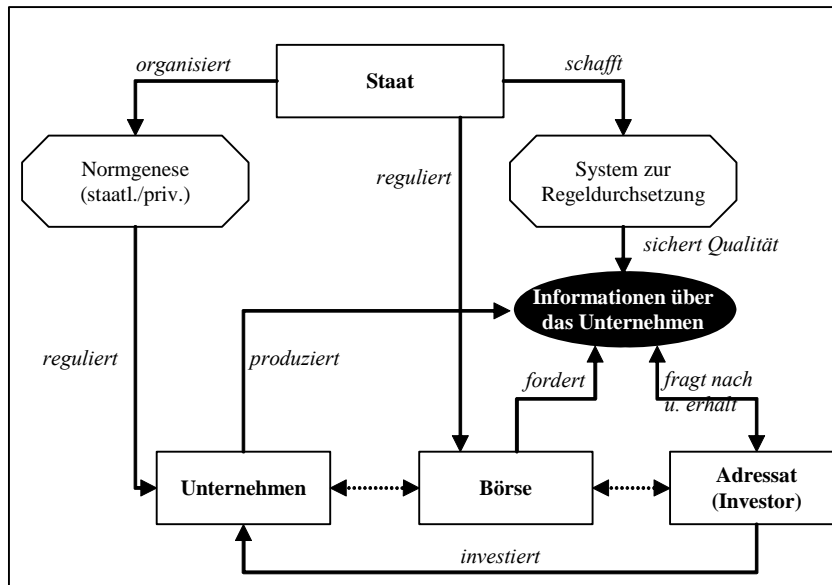 organisiert
Staat
schafft
Normgenese
(staatl./priv.)
reguliert
System zur
Regeldurchsetzung
sichert Qualität
Informationen über
das Unternehmen
reguliert
produziert
fordert
fragt nach
u. erhält
Unternehmen
Börse
Adressat
(Investor)
investiert